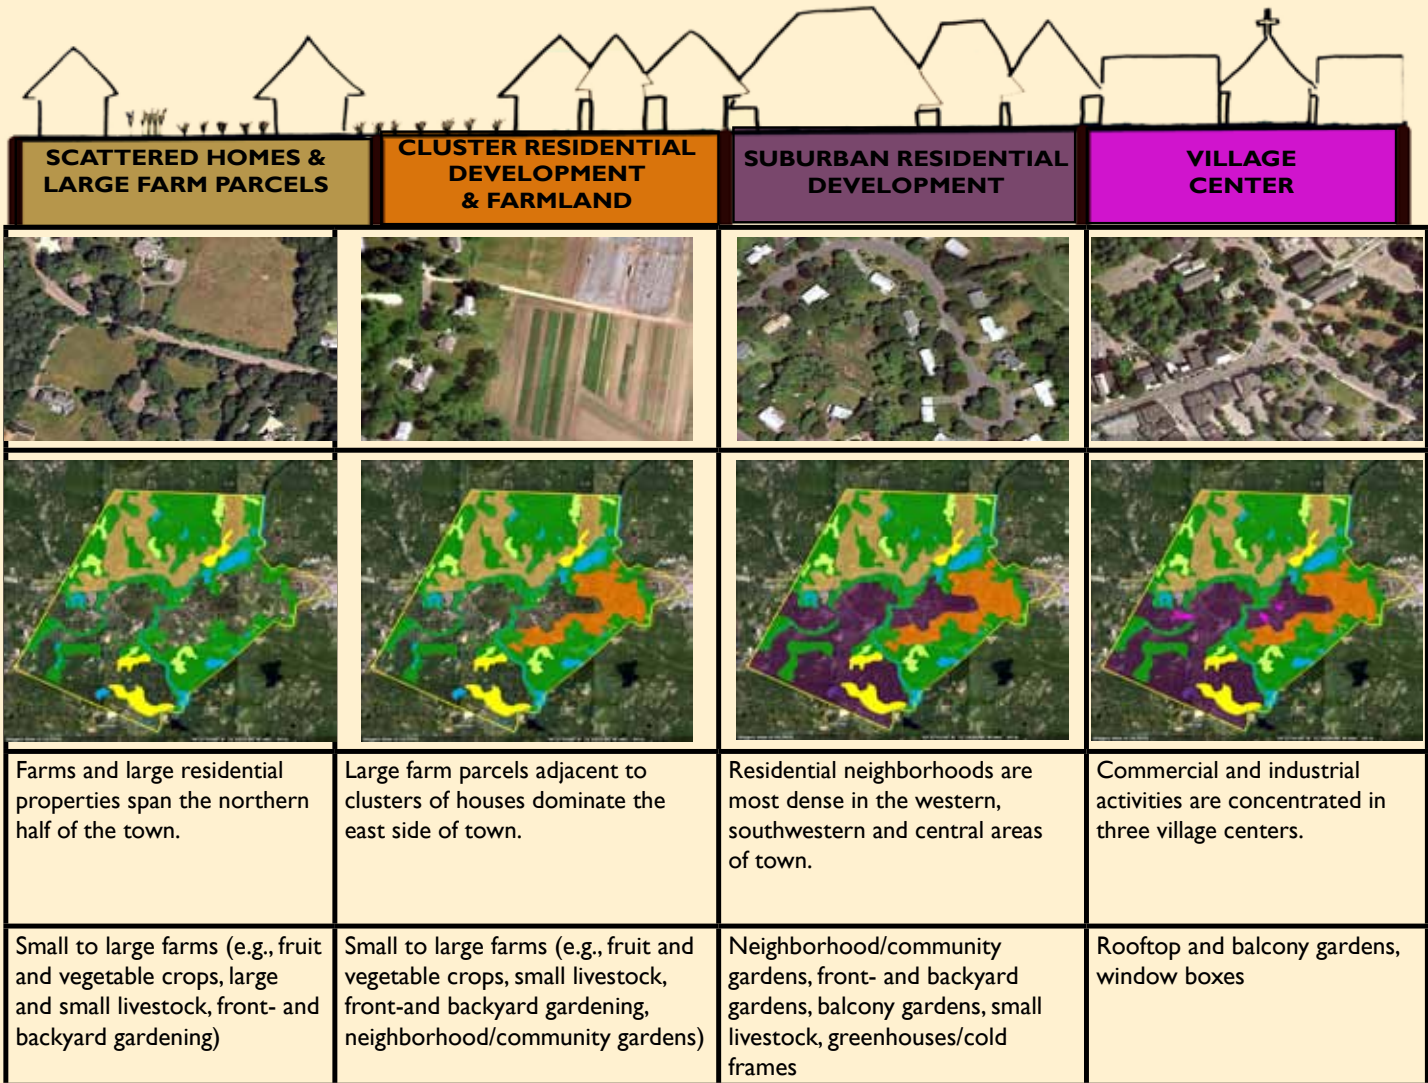 SCATTERED HOMES &
LARGE FARM PARCELS
CLUSTER RESIDENTIAL
DEVELOPMENT
& FARMLAND
SUBURBAN RESIDENTIAL
DEVELOPMENT
VILLAGE
CENTER
Farms and large residential
properties span the northern
half of the town.
Large farm parcels adjacent to
clusters of houses dominate the
east side of town.
Residential neighborhoods are
most dense in the western,
southwestern and central areas
of town.
Commercial and industrial
activities are concentrated in
three village centers.
Small to large farms (e.g., fruit
and vegetable crops, large
and small livestock, front- and
backyard gardening)
Small to large farms (e.g., fruit and
vegetable crops, small livestock,
front-and backyard gardening,
neighborhood/community gardens)
Neighborhood/community
gardens, front- and backyard
gardens, balcony gardens, small
livestock, greenhouses/cold
frames
Rooftop and balcony gardens,
window boxes